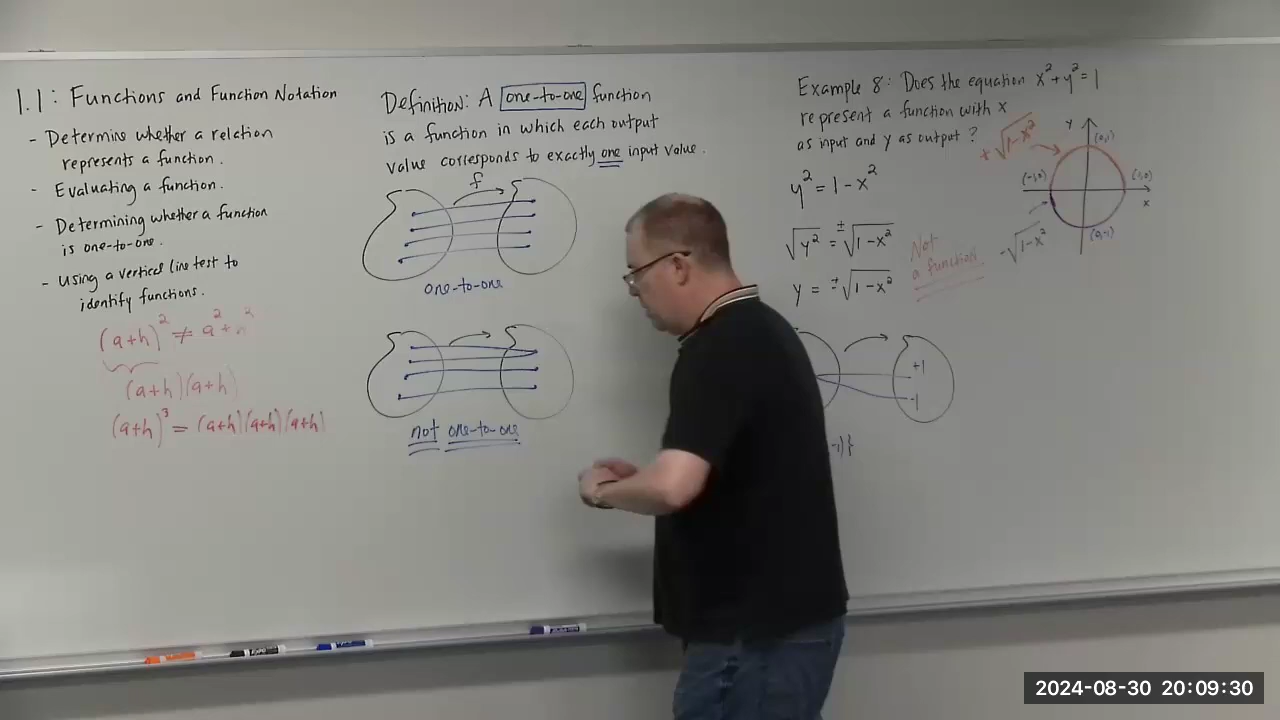 1.1: Functions and Function Notation
- Determine whether a relation
represents a function.
- Evaluating a function.
- Determining whether a function
is one-to-one.
- Using a vertical line test to
identify functions.
(a+h)² ≠ a² + h²
(a+h)(a+h)
(a+h)³ = (a+h)(a+h)(a+h)
Definition: A one-to-one function
is a function in which each output
value corresponds to exactly one input value.
f
one-to-one
not one-to-one
Example 8: Does the equation x² + y² = 1
represent a function with x
as input and y as output?
y² = 1 - x²
√y² = ±√1-x²
y = ±√1-x²
Not
a function.
+1
-1
-1)}
+√1-x²
y
(0,1)
(-1,0)
(1,0)
x
-√1-x²
(0,-1)
2024-08-30 20:09:30